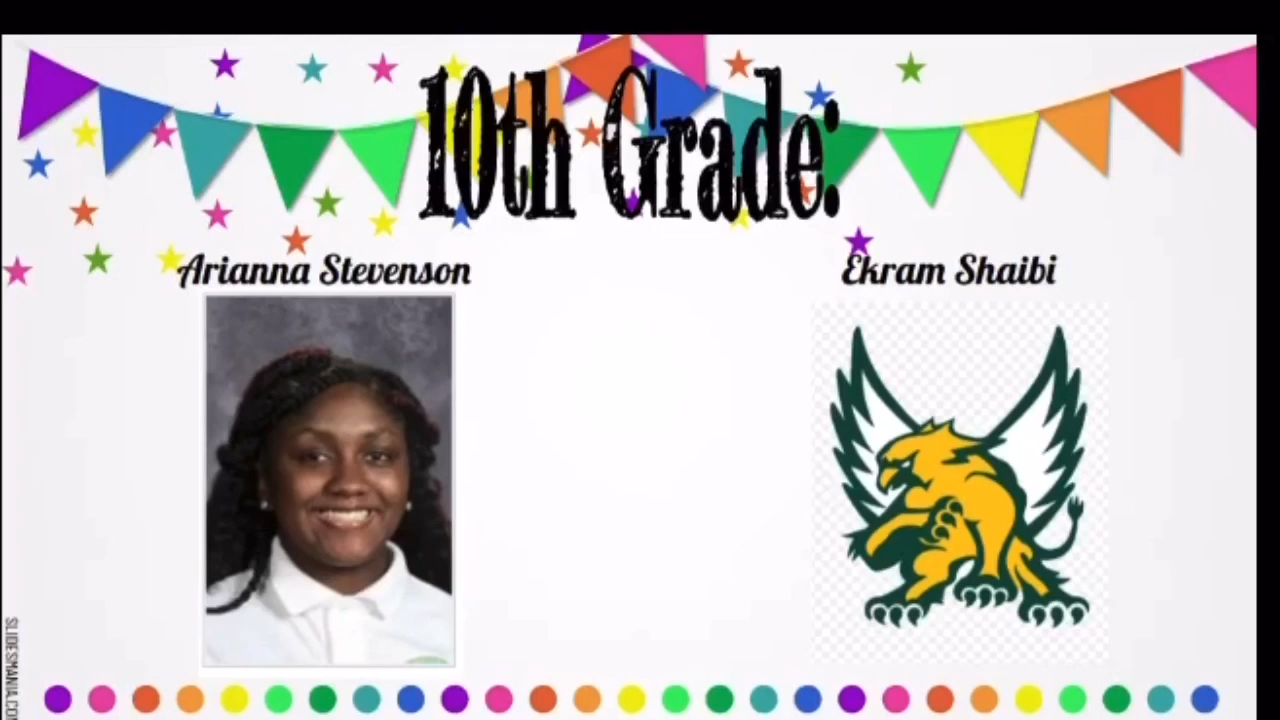 10th Grade:
Arianna Stevenson
Ekram Shaibi
SLIDESMANIA.COM